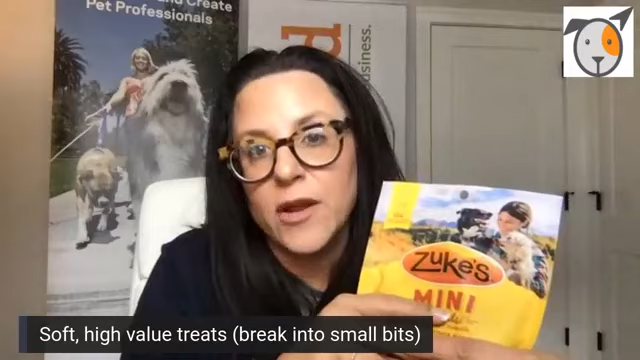 and Create
Pet Professionals
d
business.
ZUKE'S
MINI
Soft, high value treats (break into small bits)